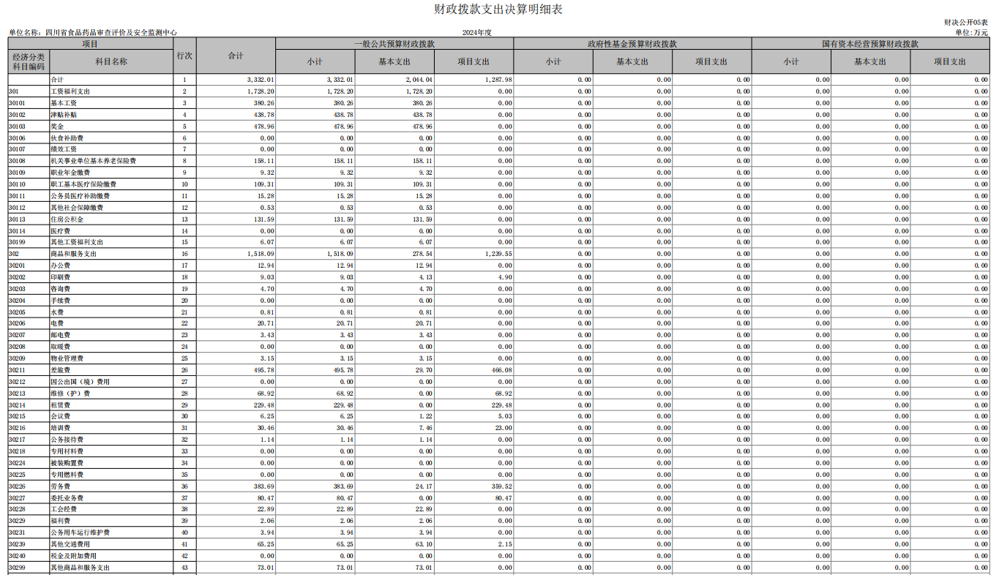 财政拨款支出决算明细表
财决公开05表
单位名称：四川省食品药品审查评价及安全监测中心 2024年度 单位:万元
项目 行次 合计 一般公共预算财政拨款 政府性基金预算财政拨款 国有资本经营预算财政拨款
经济分类科目编码 科目名称 小计 基本支出 项目支出 小计 基本支出 项目支出 小计 基本支出 项目支出
合计 1 3,332.01 3,332.01 2,044.04 1,287.98 0.00 0.00 0.00 0.00 0.00 0.00
301 工资福利支出 2 1,728.20 1,728.20 1,728.20 0.00 0.00 0.00 0.00 0.00 0.00 0.00
30101 基本工资 3 380.26 380.26 380.26 0.00 0.00 0.00 0.00 0.00 0.00 0.00
30102 津贴补贴 4 438.78 438.78 438.78 0.00 0.00 0.00 0.00 0.00 0.00 0.00
30103 奖金 5 478.96 478.96 478.96 0.00 0.00 0.00 0.00 0.00 0.00 0.00
30106 伙食补助费 6 0.00 0.00 0.00 0.00 0.00 0.00 0.00 0.00 0.00 0.00
30107 绩效工资 7 0.00 0.00 0.00 0.00 0.00 0.00 0.00 0.00 0.00 0.00
30108 机关事业单位基本养老保险费 8 158.11 158.11 158.11 0.00 0.00 0.00 0.00 0.00 0.00 0.00
30109 职业年金缴费 9 9.32 9.32 9.32 0.00 0.00 0.00 0.00 0.00 0.00 0.00
30110 职工基本医疗保险缴费 10 109.31 109.31 109.31 0.00 0.00 0.00 0.00 0.00 0.00 0.00
30111 公务员医疗补助缴费 11 15.28 15.28 15.28 0.00 0.00 0.00 0.00 0.00 0.00 0.00
30112 其他社会保障缴费 12 0.53 0.53 0.53 0.00 0.00 0.00 0.00 0.00 0.00 0.00
30113 住房公积金 13 131.59 131.59 131.59 0.00 0.00 0.00 0.00 0.00 0.00 0.00
30114 医疗费 14 0.00 0.00 0.00 0.00 0.00 0.00 0.00 0.00 0.00 0.00
30199 其他工资福利支出 15 6.07 6.07 6.07 0.00 0.00 0.00 0.00 0.00 0.00 0.00
302 商品和服务支出 16 1,518.09 1,518.09 278.54 1,239.55 0.00 0.00 0.00 0.00 0.00 0.00
30201 办公费 17 12.94 12.94 12.94 0.00 0.00 0.00 0.00 0.00 0.00 0.00
30202 印刷费 18 9.03 9.03 4.13 4.90 0.00 0.00 0.00 0.00 0.00 0.00
30203 咨询费 19 4.70 4.70 4.70 0.00 0.00 0.00 0.00 0.00 0.00 0.00
30204 手续费 20 0.00 0.00 0.00 0.00 0.00 0.00 0.00 0.00 0.00 0.00
30205 水费 21 0.81 0.81 0.81 0.00 0.00 0.00 0.00 0.00 0.00 0.00
30206 电费 22 20.71 20.71 20.71 0.00 0.00 0.00 0.00 0.00 0.00 0.00
30207 邮电费 23 3.43 3.43 3.43 0.00 0.00 0.00 0.00 0.00 0.00 0.00
30208 取暖费 24 0.00 0.00 0.00 0.00 0.00 0.00 0.00 0.00 0.00 0.00
30209 物业管理费 25 3.15 3.15 3.15 0.00 0.00 0.00 0.00 0.00 0.00 0.00
30211 差旅费 26 495.78 495.78 29.70 466.08 0.00 0.00 0.00 0.00 0.00 0.00
30212 因公出国（境）费用 27 0.00 0.00 0.00 0.00 0.00 0.00 0.00 0.00 0.00 0.00
30213 维修（护）费 28 68.92 68.92 0.00 68.92 0.00 0.00 0.00 0.00 0.00 0.00
30214 租赁费 29 229.48 229.48 0.00 229.48 0.00 0.00 0.00 0.00 0.00 0.00
30215 会议费 30 6.25 6.25 1.22 5.03 0.00 0.00 0.00 0.00 0.00 0.00
30216 培训费 31 30.46 30.46 7.46 23.00 0.00 0.00 0.00 0.00 0.00 0.00
30217 公务接待费 32 1.14 1.14 1.14 0.00 0.00 0.00 0.00 0.00 0.00 0.00
30218 专用材料费 33 0.00 0.00 0.00 0.00 0.00 0.00 0.00 0.00 0.00 0.00
30224 被装购置费 34 0.00 0.00 0.00 0.00 0.00 0.00 0.00 0.00 0.00 0.00
30225 专用燃料费 35 0.00 0.00 0.00 0.00 0.00 0.00 0.00 0.00 0.00 0.00
30226 劳务费 36 383.69 383.69 24.17 359.52 0.00 0.00 0.00 0.00 0.00 0.00
30227 委托业务费 37 80.47 80.47 0.00 80.47 0.00 0.00 0.00 0.00 0.00 0.00
30228 工会经费 38 22.89 22.89 22.89 0.00 0.00 0.00 0.00 0.00 0.00 0.00
30229 福利费 39 2.06 2.06 2.06 0.00 0.00 0.00 0.00 0.00 0.00 0.00
30231 公务用车运行维护费 40 3.94 3.94 3.94 0.00 0.00 0.00 0.00 0.00 0.00 0.00
30239 其他交通费用 41 65.25 65.25 63.10 2.15 0.00 0.00 0.00 0.00 0.00 0.00
30240 税金及附加费用 42 0.00 0.00 0.00 0.00 0.00 0.00 0.00 0.00 0.00 0.00
30299 其他商品和服务支出 43 73.01 73.01 73.01 0.00 0.00 0.00 0.00 0.00 0.00 0.00